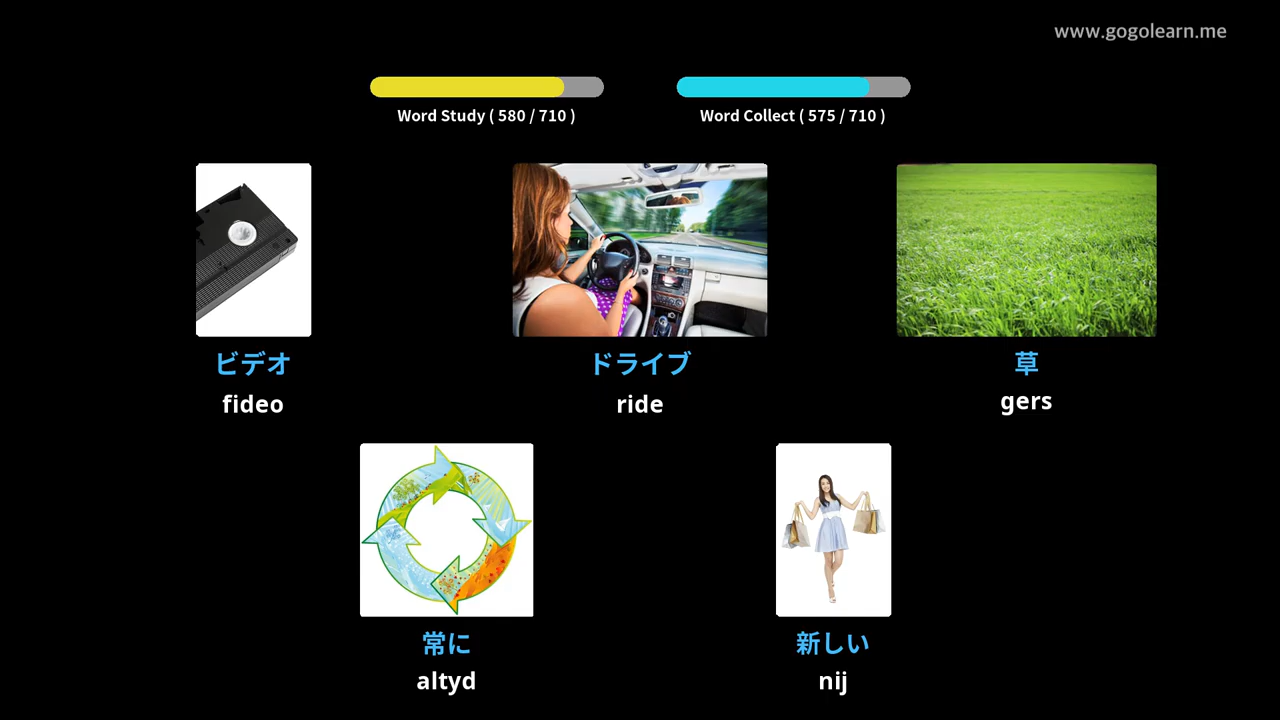 www.gogolearn.me
Word Study ( 580 / 710 )
Word Collect ( 575 / 710 )
ビデオ
fideo
ドライブ
ride
草
gers
常に
altyd
新しい
nij